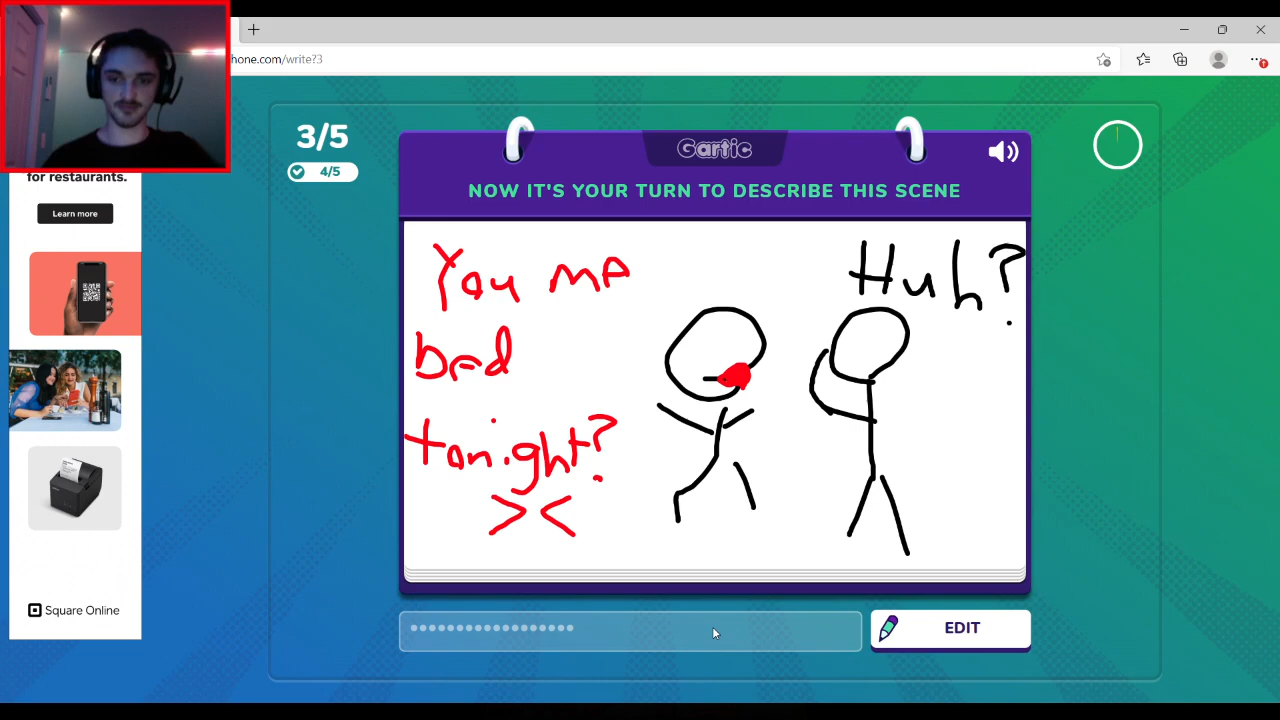 hone.com/write?3
for restaurants.
Learn more
Square Online
3/5
4/5
Gartic
NOW IT'S YOUR TURN TO DESCRIBE THIS SCENE
You me
bed
tonight?
> <
Huh?
EDIT